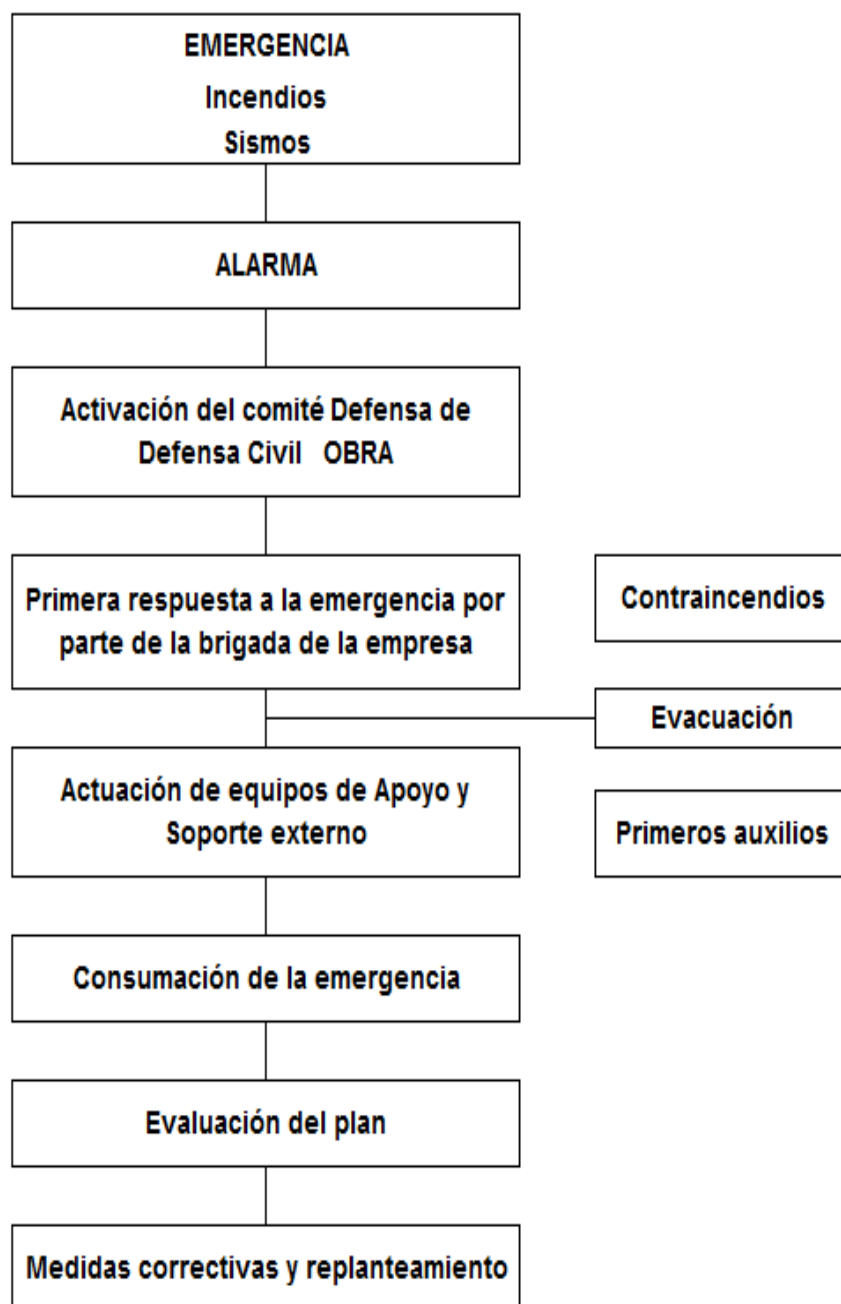 EMERGENCIA
Incendios
Sismos
ALARMA
Activación del comité Defensa de
Defensa Civil OBRA
Primera respuesta a la emergencia por
parte de la brigada de la empresa
Contraincendios
Evacuación
Actuación de equipos de Apoyo y
Soporte externo
Primeros auxilios
Consumación de la emergencia
Evaluación del plan
Medidas correctivas y replanteamiento